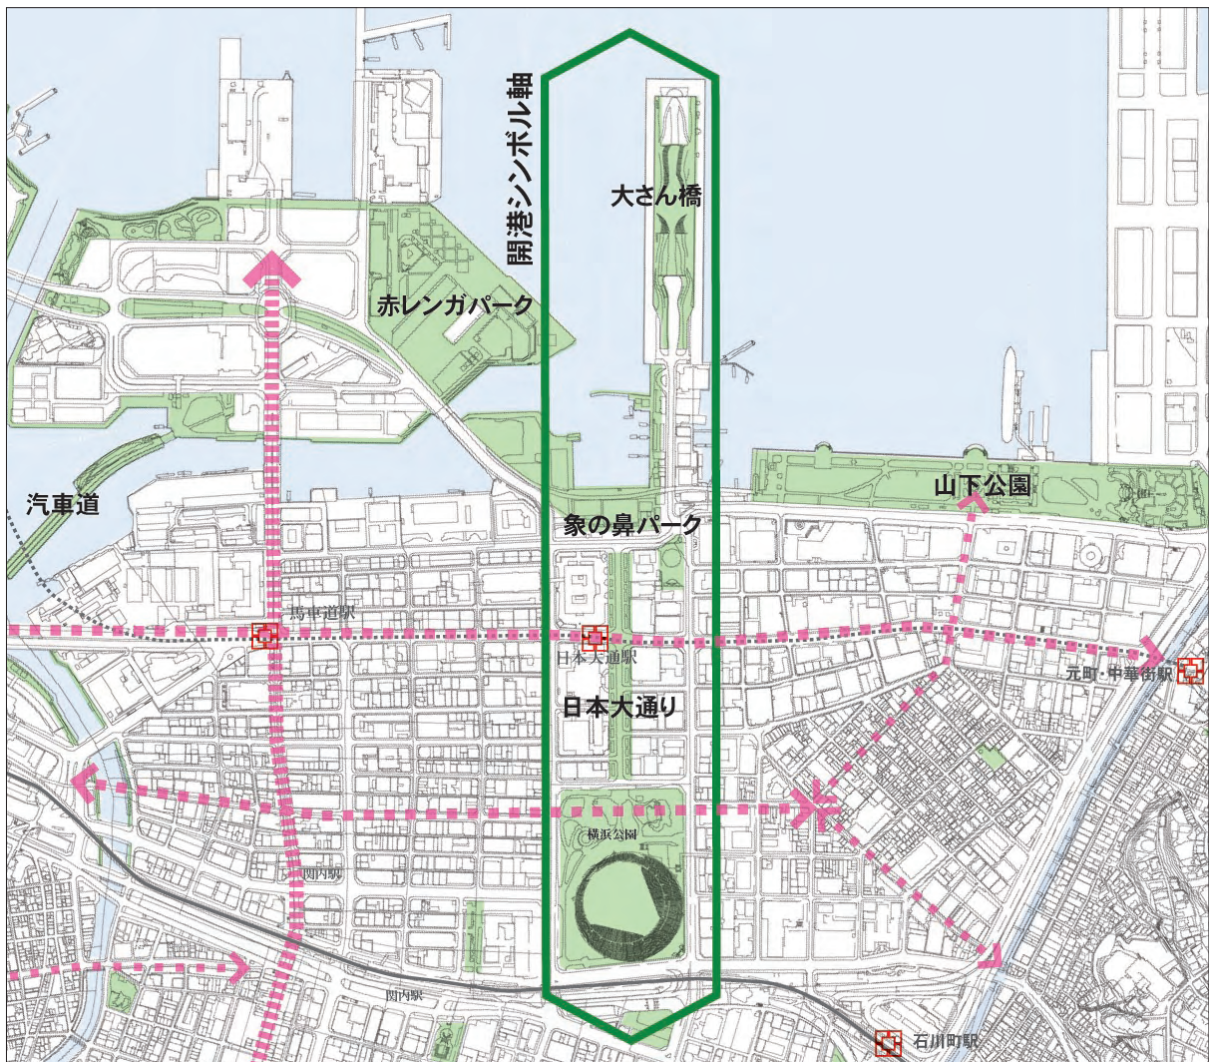 開港シンボル軸
大さん橋
赤レンガパーク
汽車道
山下公園
象の鼻パーク
馬車道駅
日本大通駅
元町・中華街駅
日本大通り
横浜公園
関内駅
関内駅
石川町駅